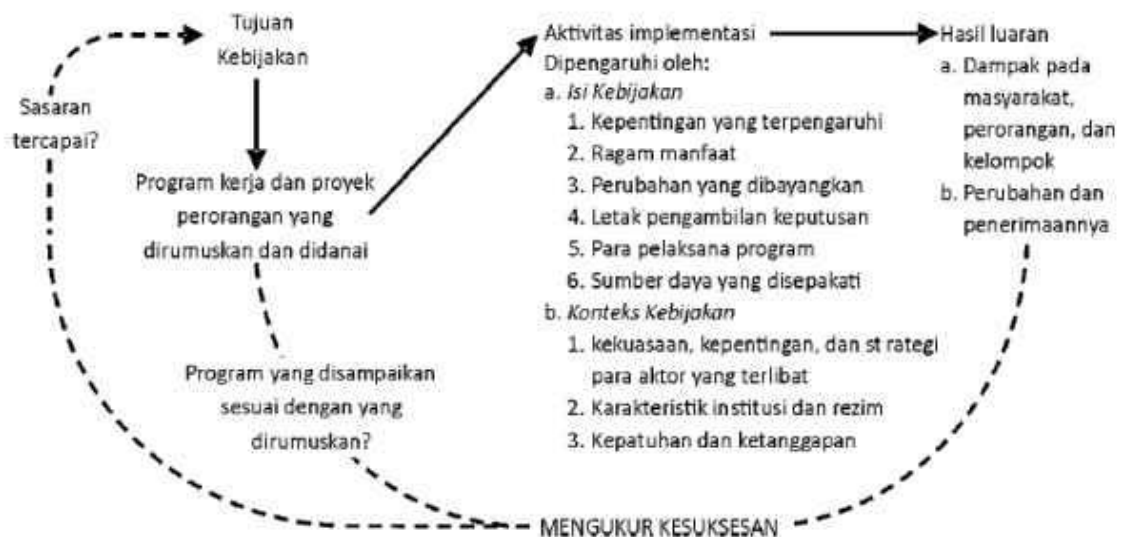 Tujuan
Kebijakan
Sasaran
tercapai?
Program kerja dan proyek
perorangan yang
dirumuskan dan didanai
Program yang disampaikan
sesuai dengan yang
dirumuskan?
Aktivitas implementasi
Dipengaruhi oleh:
a. Isi Kebijakan
1. Kepentingan yang terpengaruhi
2. Ragam manfaat
3. Perubahan yang dibayangkan
4. Letak pengambilan keputusan
5. Para pelaksana program
6. Sumber daya yang disepakati
b. Konteks Kebijakan
1. kekuasaan, kepentingan, dan st rategi
para aktor yang terlibat
2. Karakteristik institusi dan rezim
3. Kepatuhan dan ketanggapan
Hasil luaran
a. Dampak pada
masyarakat,
perorangan, dan
kelompok
b. Perubahan dan
penerimaannya
MENGUKUR KESUKSESAN